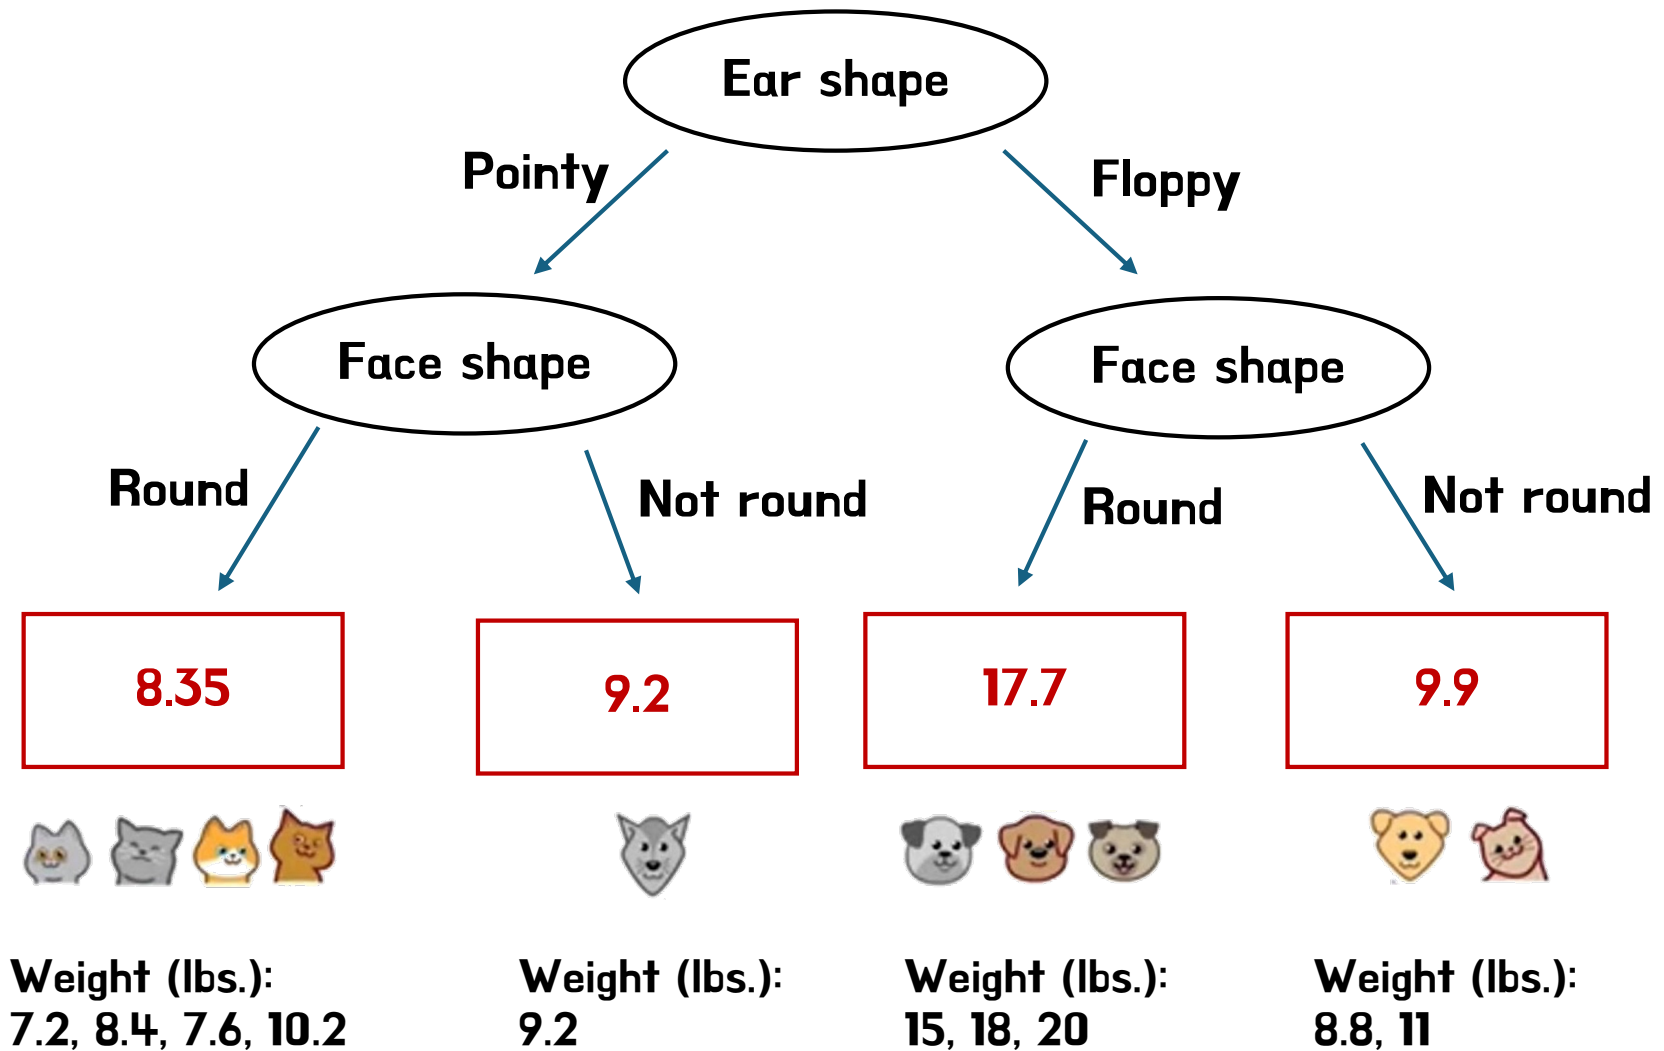 Ear shape
Pointy
Floppy
Face shape
Face shape
Round
Not round
Round
Not round
8.35
9.2
17.7
9.9
Weight (lbs.):
7.2, 8.4, 7.6, 10.2
Weight (lbs.):
9.2
Weight (lbs.):
15, 18, 20
Weight (lbs.):
8.8, 11